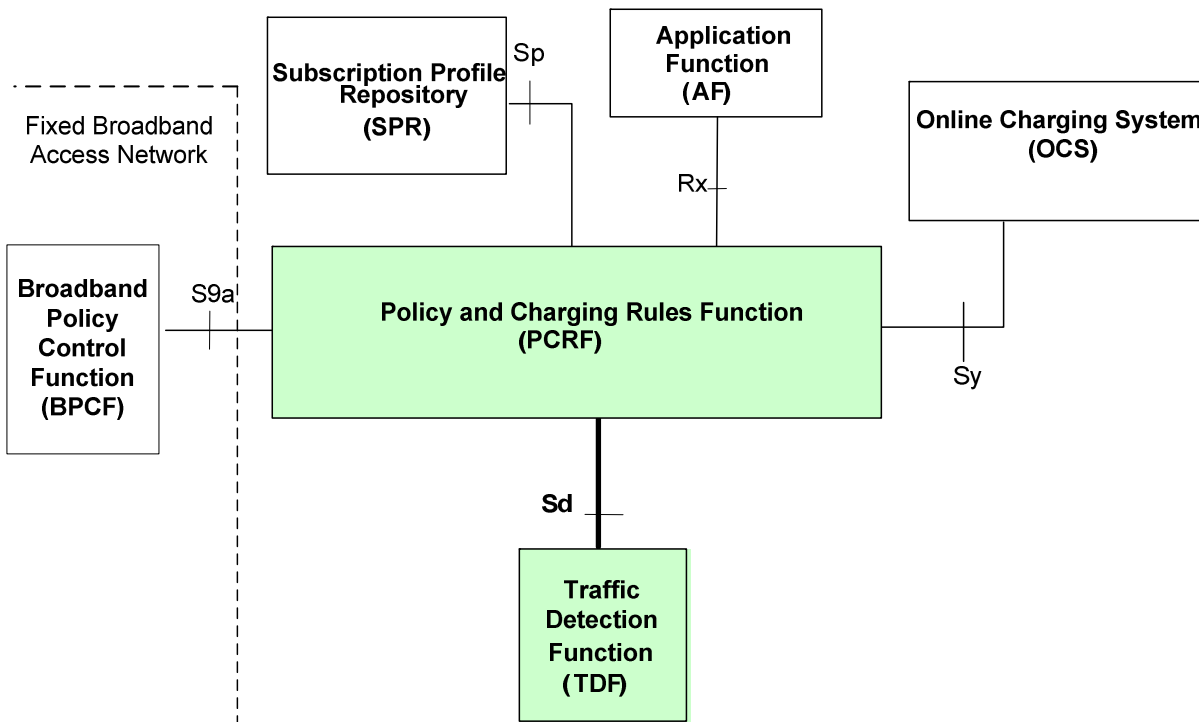 Sp
Subscription Profile
Repository
(SPR)
Application
Function
(AF)
Online Charging System
(OCS)
Fixed Broadband
Access Network
Rx
Broadband
Policy
Control
Function
(BPCF)
S9a
Policy and Charging Rules Function
(PCRF)
Sy
Sd
Traffic
Detection
Function
(TDF)